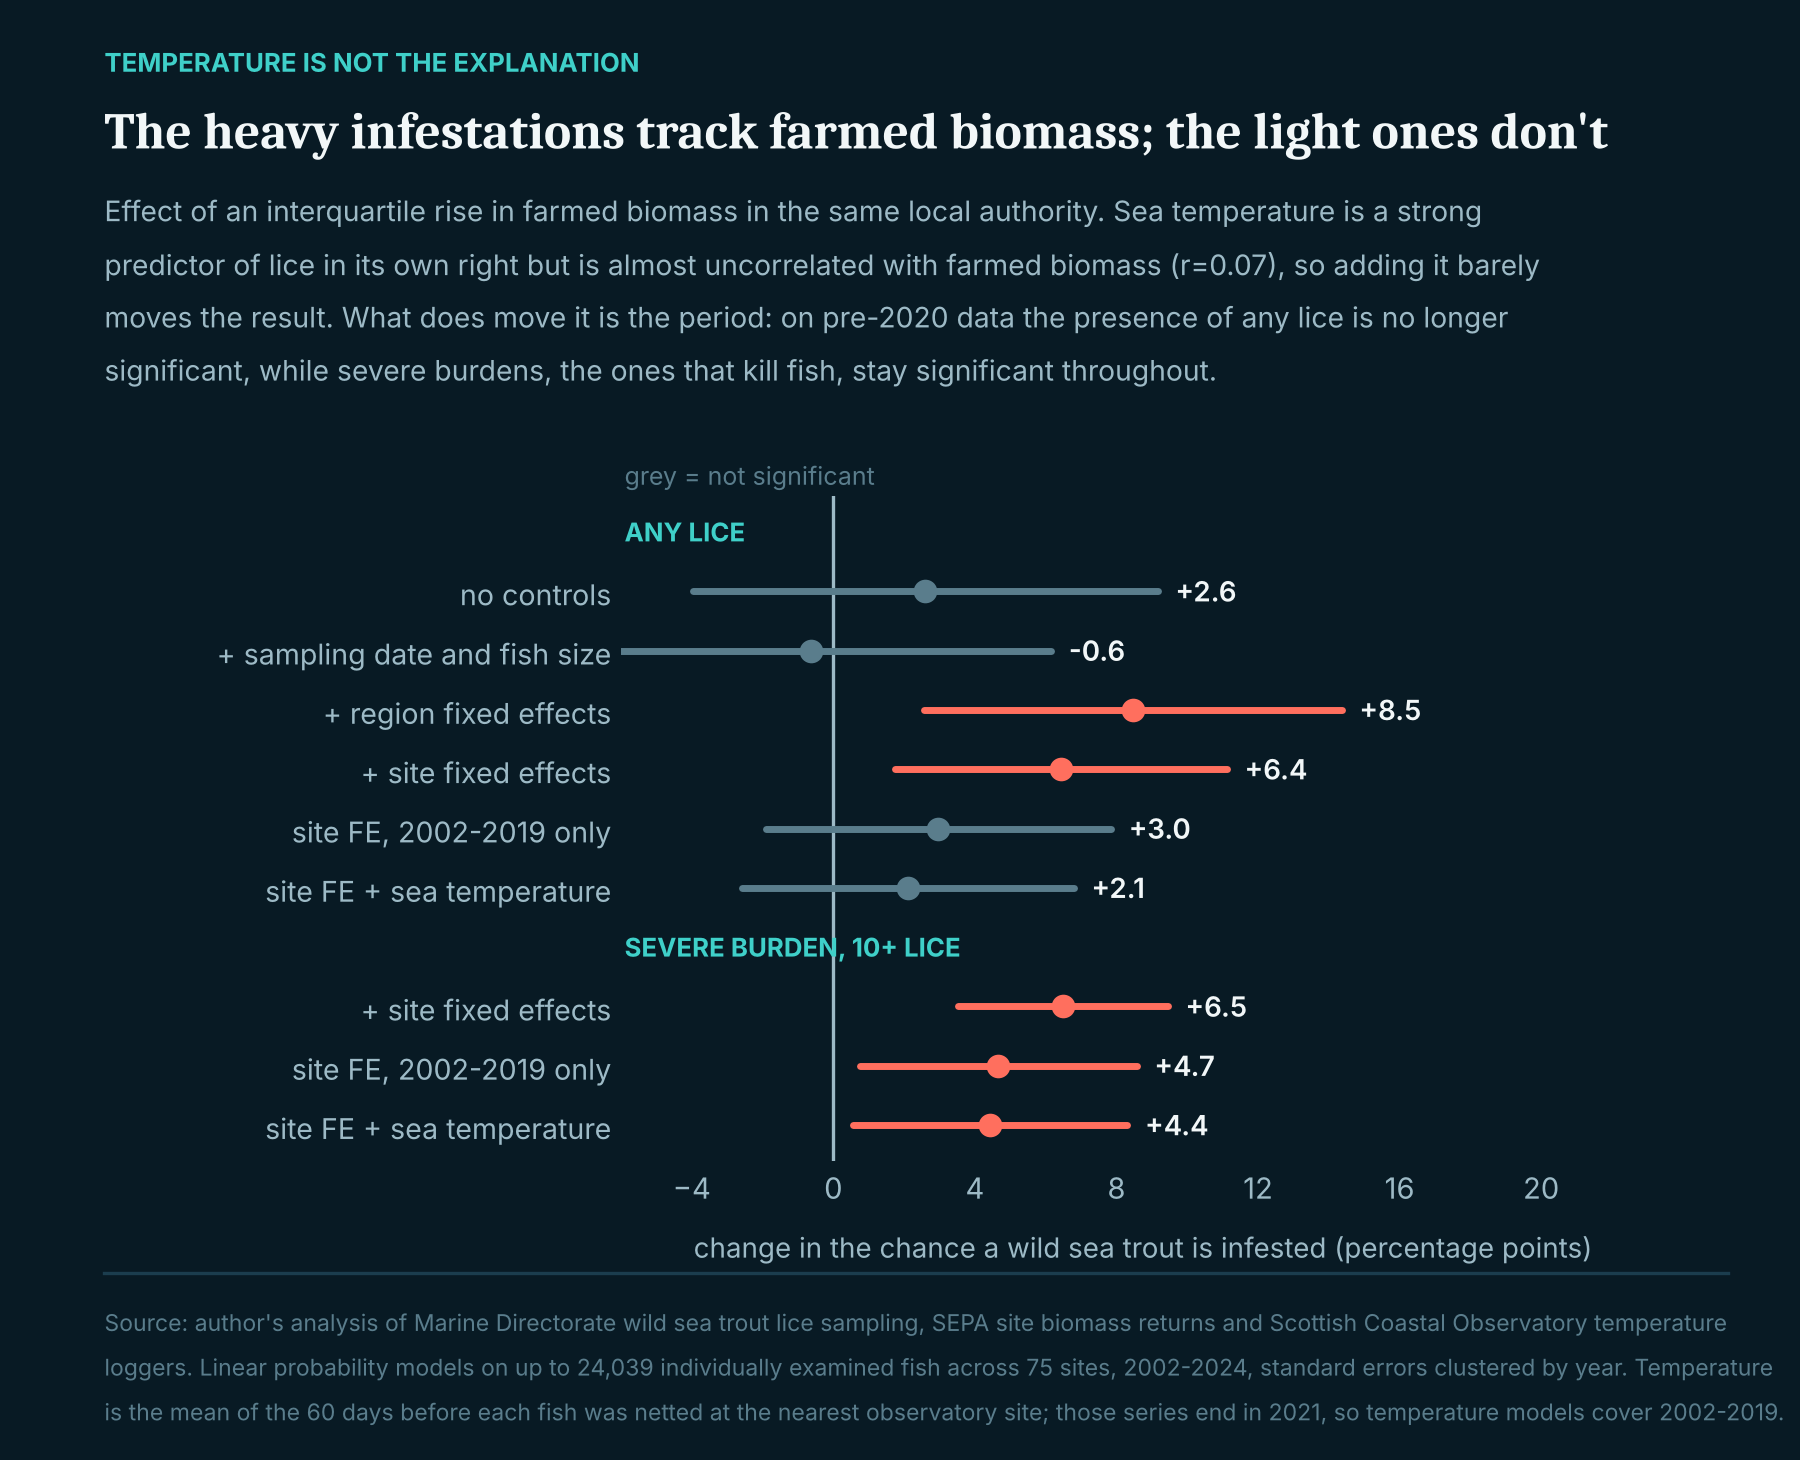 TEMPERATURE IS NOT THE EXPLANATION
The heavy infestations track farmed biomass; the light ones don't
Effect of an interquartile rise in farmed biomass in the same local authority. Sea temperature is a strong
predictor of lice in its own right but is almost uncorrelated with farmed biomass (r=0.07), so adding it barely
moves the result. What does move it is the period: on pre-2020 data the presence of any lice is no longer
significant, while severe burdens, the ones that kill fish, stay significant throughout.
grey = not significant
ANY LICE
no controls +2.6
+ sampling date and fish size -0.6
+ region fixed effects +8.5
+ site fixed effects +6.4
site FE, 2002-2019 only +3.0
site FE + sea temperature +2.1
SEVERE BURDEN, 10+ LICE
+ site fixed effects +6.5
site FE, 2002-2019 only +4.7
site FE + sea temperature +4.4
−4 0 4 8 12 16 20
change in the chance a wild sea trout is infested (percentage points)
Source: author's analysis of Marine Directorate wild sea trout lice sampling, SEPA site biomass returns and Scottish Coastal Observatory temperature
loggers. Linear probability models on up to 24,039 individually examined fish across 75 sites, 2002-2024, standard errors clustered by year. Temperature
is the mean of the 60 days before each fish was netted at the nearest observatory site; those series end in 2021, so temperature models cover 2002-2019.